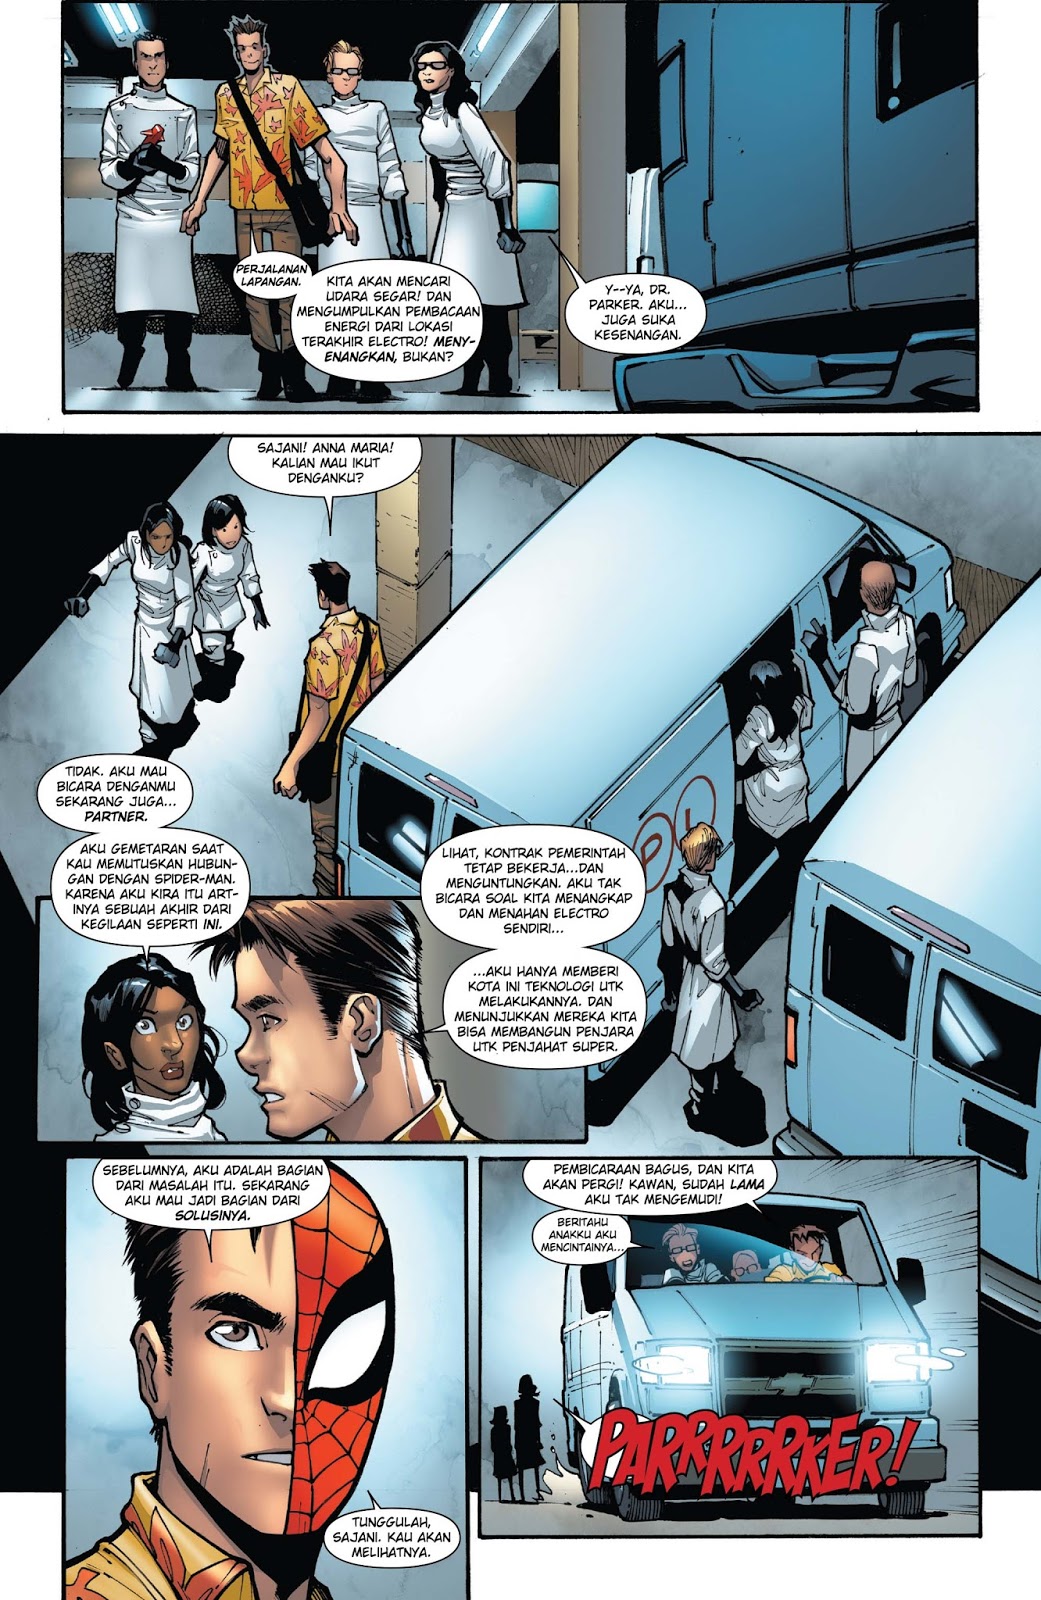 PERJALANAN
LAPANGAN.
KITA AKAN MENCARI
UDARA SEGAR! DAN
MENGUMPULKAN PEMBACAAN
ENERGI DARI LOKASI
TERAKHIR ELECTRO! MENY-
ENANGKAN, BUKAN?
Y--YA, DR.
PARKER. AKU...
JUGA SUKA
KESENANGAN.
SAJANI! ANNA MARIA!
KALIAN MAU IKUT
DENGANKU?
TIDAK. AKU MAU
BICARA DENGANMU
SEKARANG JUGA...
PARTNER.
AKU GEMETARAN SAAT
KAU MEMUTUSKAN HUBUN-
GAN DENGAN SPIDER-MAN.
KARENA AKU KIRA ITU ART-
INYA SEBUAH AKHIR DARI
KEGILAAN SEPERTI INI.
P I
LIHAT, KONTRAK PEMERINTAH
TETAP BEKERJA...DAN
MENGUNTUNGKAN. AKU TAK
BICARA SOAL KITA MENANGKAP
DAN MENAHAN ELECTRO
SENDIRI...
...AKU HANYA MEMBERI
KOTA INI TEKNOLOGI UTK
MELAKUKANNYA. DAN
MENUNJUKKAN MEREKA KITA
BISA MEMBANGUN PENJARA
UTK PENJAHAT SUPER.
SEBELUMNYA, AKU ADALAH BAGIAN
DARI MASALAH ITU. SEKARANG
AKU MAU JADI BAGIAN DARI
SOLUSINYA.
TUNGGULAH,
SAJANI. KAU AKAN
MELIHATNYA.
PEMBICARAAN BAGUS, DAN KITA
AKAN PERGI! KAWAN, SUDAH LAMA
AKU TAK MENGEMUDI!
BERITAHU
ANAKKU AKU
MENCINTAINYA...
PARRRRRRKER!